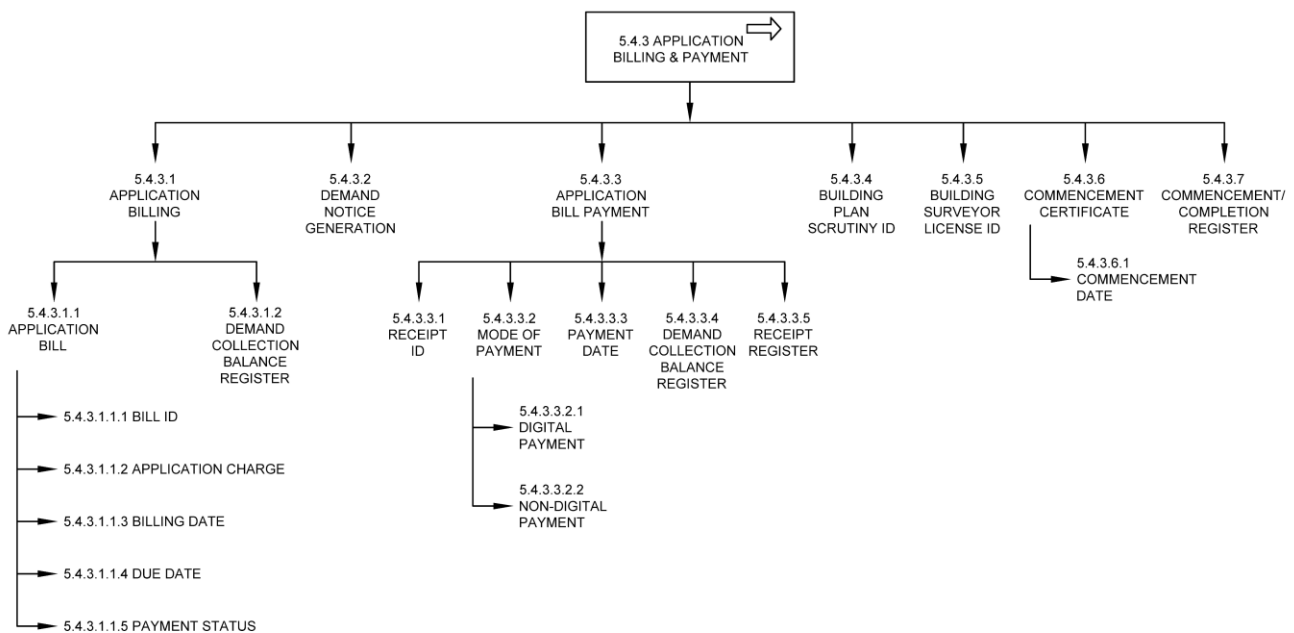 5.4.3 APPLICATION
BILLING & PAYMENT
5.4.3.1
APPLICATION
BILLING
5.4.3.2
DEMAND
NOTICE
GENERATION
5.4.3.3
APPLICATION
BILL PAYMENT
5.4.3.4
BUILDING
PLAN
SCRUTINY ID
5.4.3.5
BUILDING
SURVEYOR
LICENSE ID
5.4.3.6
COMMENCEMENT
CERTIFICATE
5.4.3.7
COMMENCEMENT/
COMPLETION
REGISTER
5.4.3.6.1
COMMENCEMENT
DATE
5.4.3.1.1
APPLICATION
BILL
5.4.3.1.2
DEMAND
COLLECTION
BALANCE
REGISTER
5.4.3.3.1
RECEIPT
ID
5.4.3.3.2
MODE OF
PAYMENT
5.4.3.3.3
PAYMENT
DATE
5.4.3.3.4
DEMAND
COLLECTION
BALANCE
REGISTER
5.4.3.3.5
RECEIPT
REGISTER
5.4.3.1.1.1 BILL ID
5.4.3.1.1.2 APPLICATION CHARGE
5.4.3.1.1.3 BILLING DATE
5.4.3.1.1.4 DUE DATE
5.4.3.1.1.5 PAYMENT STATUS
5.4.3.3.2.1
DIGITAL
PAYMENT
5.4.3.3.2.2
NON-DIGITAL
PAYMENT